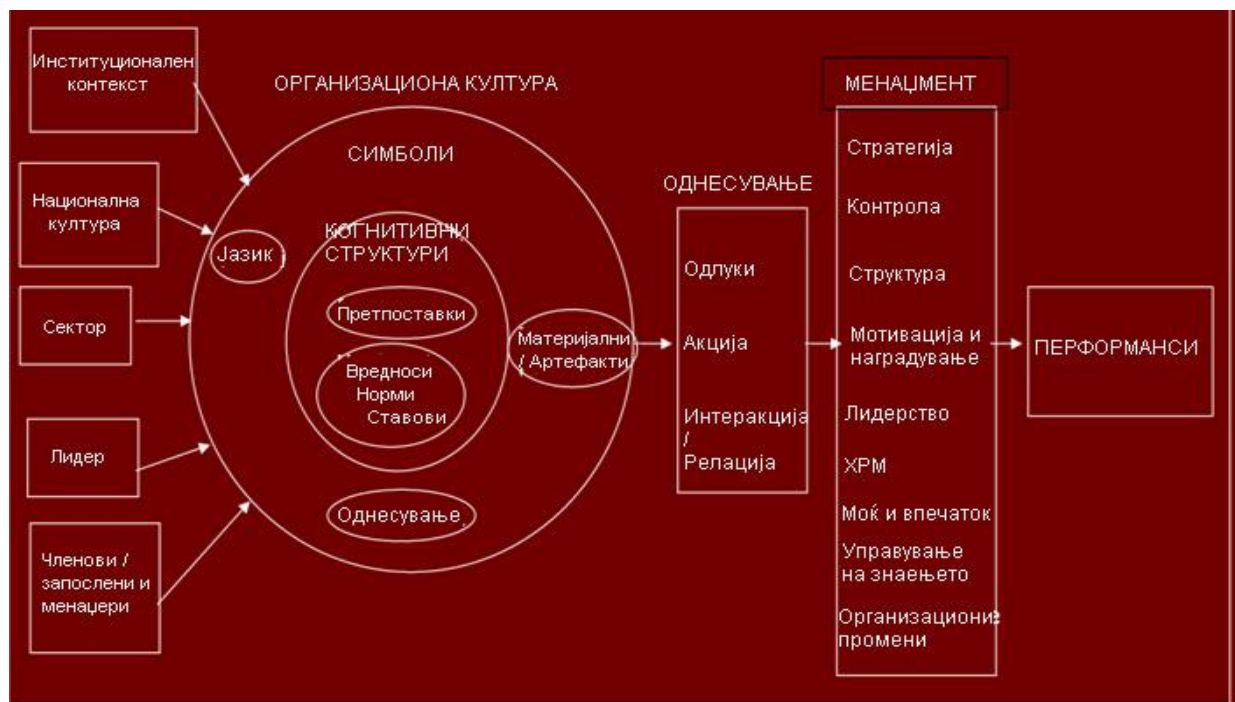 Институционален
контекст
Национална
култура
Сектор
Лидер
Членови /
запослени и
менаџери
ОРГАНИЗАЦИОНА КУЛТУРА
СИМБОЛИ
Јазик
КОГНИТИВНИ
СТРУКТУРИ
Претпоставки
Вредноси
Норми
Ставови
Однесување
Материјални
/ Артефакти
ОДНЕСУВАЊЕ
Одлуки
Акција
Интеракција
/
Релација
МЕНАЏМЕНТ
Стратегија
Контрола
Структура
Мотивација и
наградување
Лидерство
ХРМ
Моќ и впечаток
Управување
на знаењето
Организациони
промени
ПЕРФОРМАНСИ